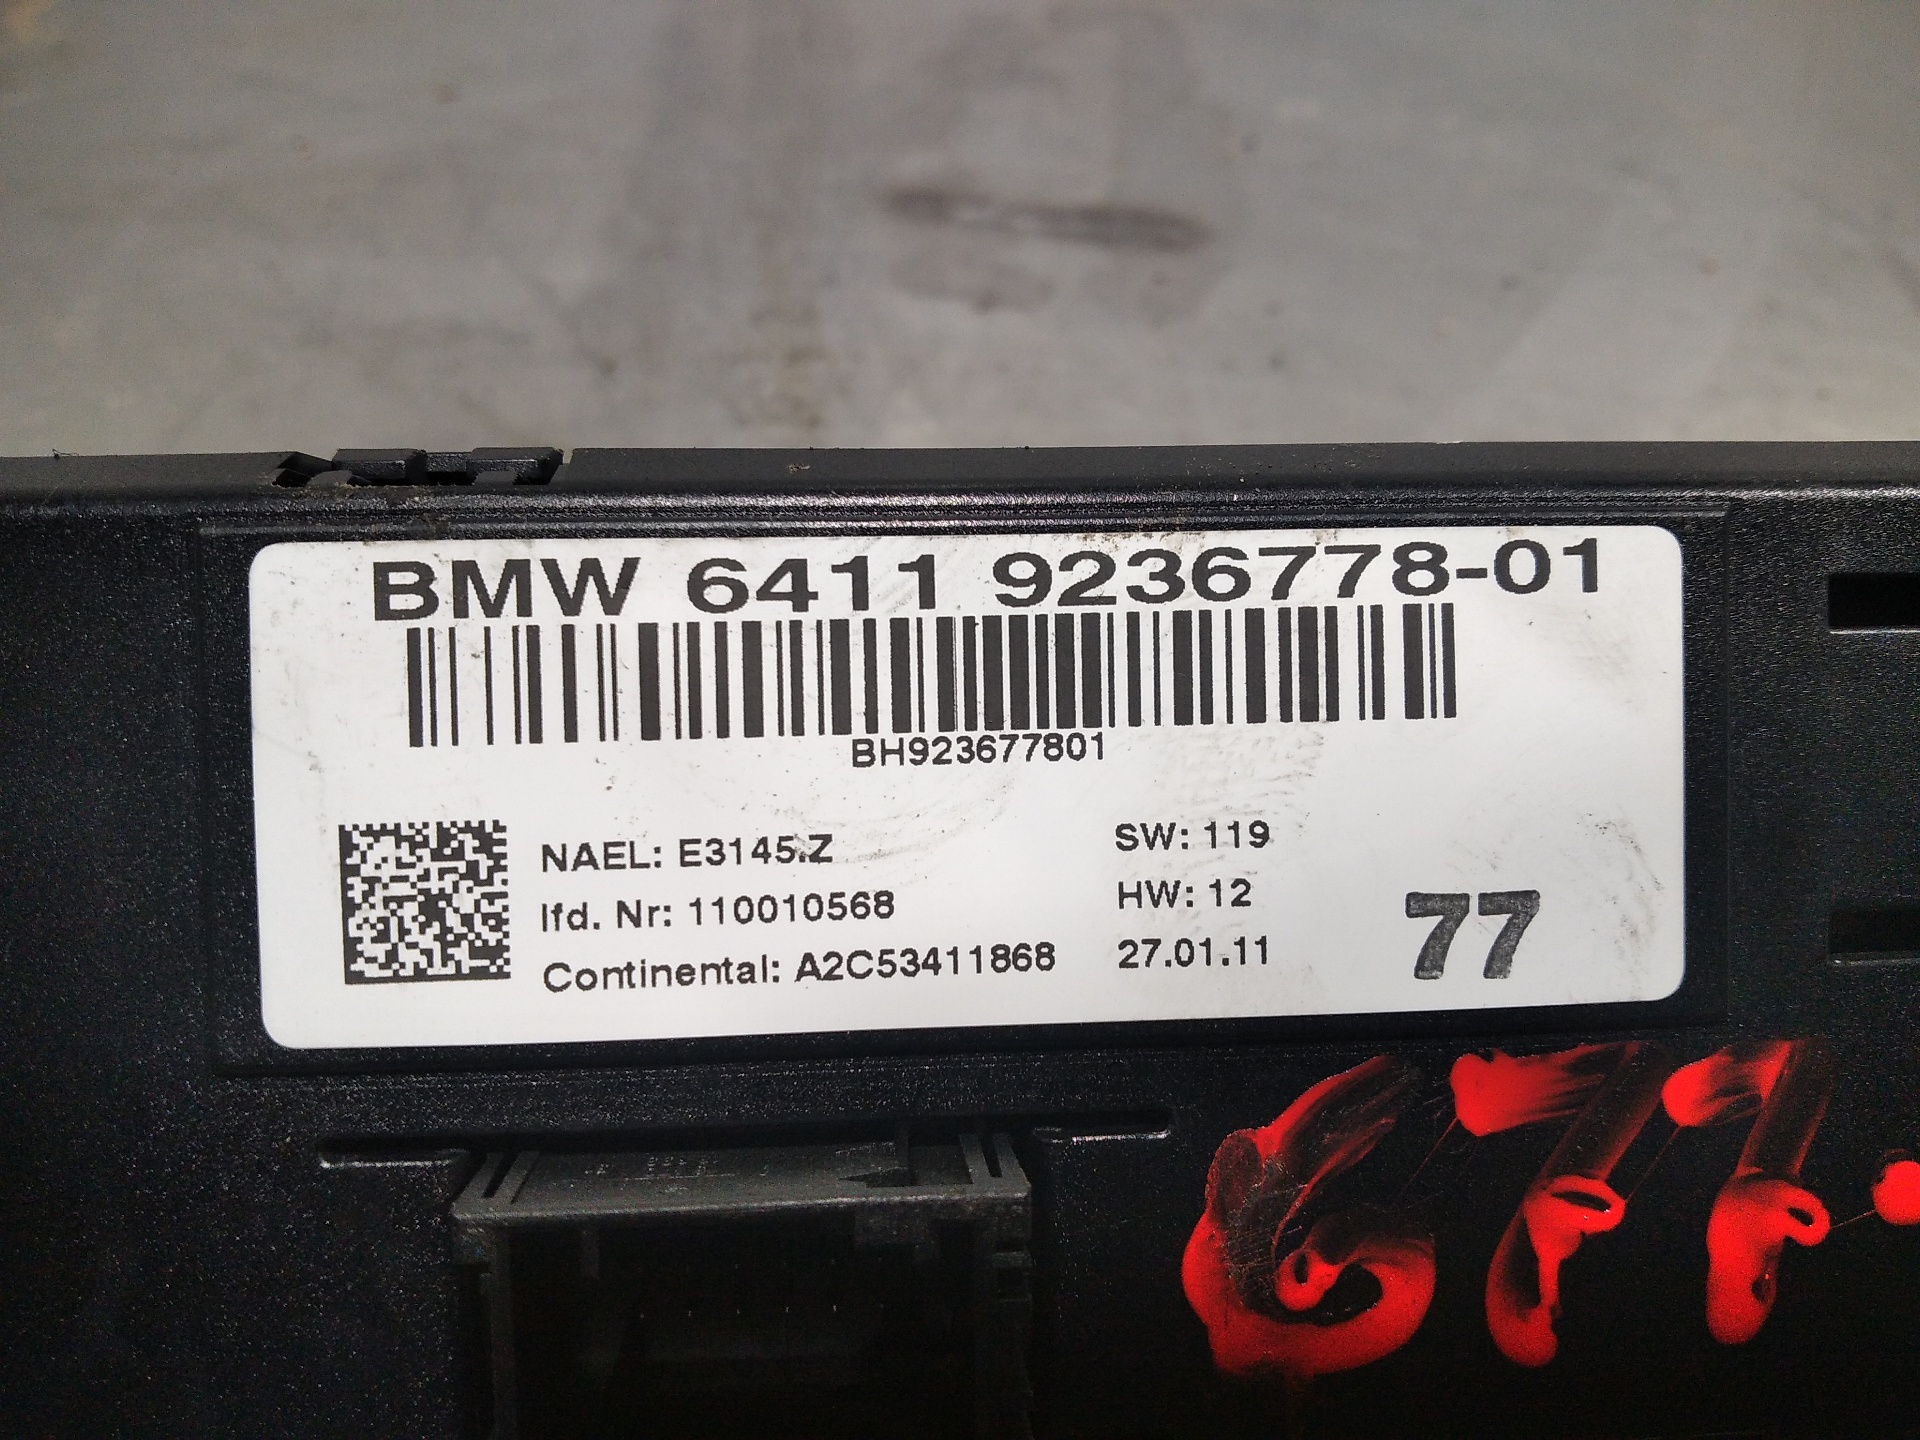 BMW 6411 9236778-01
BH923677801
NAEL: E3145.Z
lfd. Nr: 110010568
Continental: A2C53411868
SW: 119
HW: 12
27.01.11
77
677.